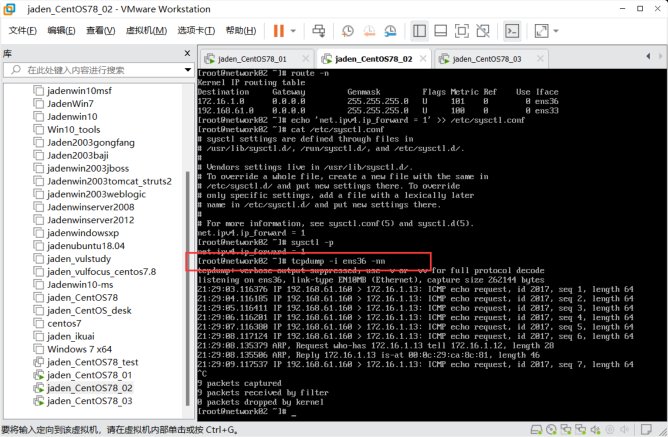 jaden_CentOS78_02 - VMware Workstation
文件(F) 编辑(E) 查看(V) 虚拟机(M) 选项卡(T) 帮助(H)
库
在此处键入内容进行搜索
jadenwin10msf
JadenWin7
Jadenwin10
Win10_tools
Jaden2003gongfang
Jaden2003baji
Jadenwin2003jboss
Jadenwin2003tomcat_struts2
Jadenwin2003weblogic
Jadenwinserver2008
Jadenwinserver2012
jadenwindowsxp
jadenubuntu18.04
jaden_vulstudy
jaden_vulfocus_centos7.8
Jadenwin10-ms
jaden_CentOS78
jaden_CentOS_desk
centos7
jaden_ikuai
Windows 7 x64
jaden_CentOS78_test
jaden_CentOS78_01
jaden_CentOS78_02
jaden_CentOS78_03
jaden_CentOS78_01 jaden_CentOS78_02 jaden_CentOS78_03
[root@network02 ~]# route -n
Kernel IP routing table
Destination Gateway Genmask Flags Metric Ref Use Iface
172.16.1.0 0.0.0.0 255.255.255.0 U 101 0 0 ens36
192.168.61.0 0.0.0.0 255.255.255.0 U 100 0 0 ens33
[root@network02 ~]# echo 'net.ipv4.ip_forward = 1' >> /etc/sysctl.conf
[root@network02 ~]# cat /etc/sysctl.conf
# sysctl settings are defined through files in
# /usr/lib/sysctl.d/, /run/sysctl.d/, and /etc/sysctl.d/.
#
# Vendors settings live in /usr/lib/sysctl.d/.
# To override a whole file, create a new file with the same in
# /etc/sysctl.d/ and put new settings there. To override
# only specific settings, add a file with a lexically later
# name in /etc/sysctl.d/ and put new settings there.
#
# For more information, see sysctl.conf(5) and sysctl.d(5).
net.ipv4.ip_forward = 1
[root@network02 ~]# sysctl -p
net.ipv4.ip_forward = 1
[root@network02 ~]# tcpdump -i ens36 -nn
tcpdump: verbose output suppressed, use -v or -vv for full protocol decode
listening on ens36, link-type EN10MB (Ethernet), capture size 262144 bytes
21:29:03.116376 IP 192.168.61.160 > 172.16.1.13: ICMP echo request, id 2017, seq 1, length 64
21:29:04.116185 IP 192.168.61.160 > 172.16.1.13: ICMP echo request, id 2017, seq 2, length 64
21:29:05.116411 IP 192.168.61.160 > 172.16.1.13: ICMP echo request, id 2017, seq 3, length 64
21:29:06.116201 IP 192.168.61.160 > 172.16.1.13: ICMP echo request, id 2017, seq 4, length 64
21:29:07.116380 IP 192.168.61.160 > 172.16.1.13: ICMP echo request, id 2017, seq 5, length 64
21:29:08.117124 IP 192.168.61.160 > 172.16.1.13: ICMP echo request, id 2017, seq 6, length 64
21:29:08.135379 ARP, Request who-has 172.16.1.13 tell 172.16.1.12, length 28
21:29:08.135506 ARP, Reply 172.16.1.13 is-at 00:0c:29:ca:8c:81, length 46
21:29:09.117537 IP 192.168.61.160 > 172.16.1.13: ICMP echo request, id 2017, seq 7, length 64
^C
9 packets captured
9 packets received by filter
0 packets dropped by kernel
[root@network02 ~]# _
要将输入定向到该虚拟机，请在虚拟机内部单击或按 Ctrl+G。